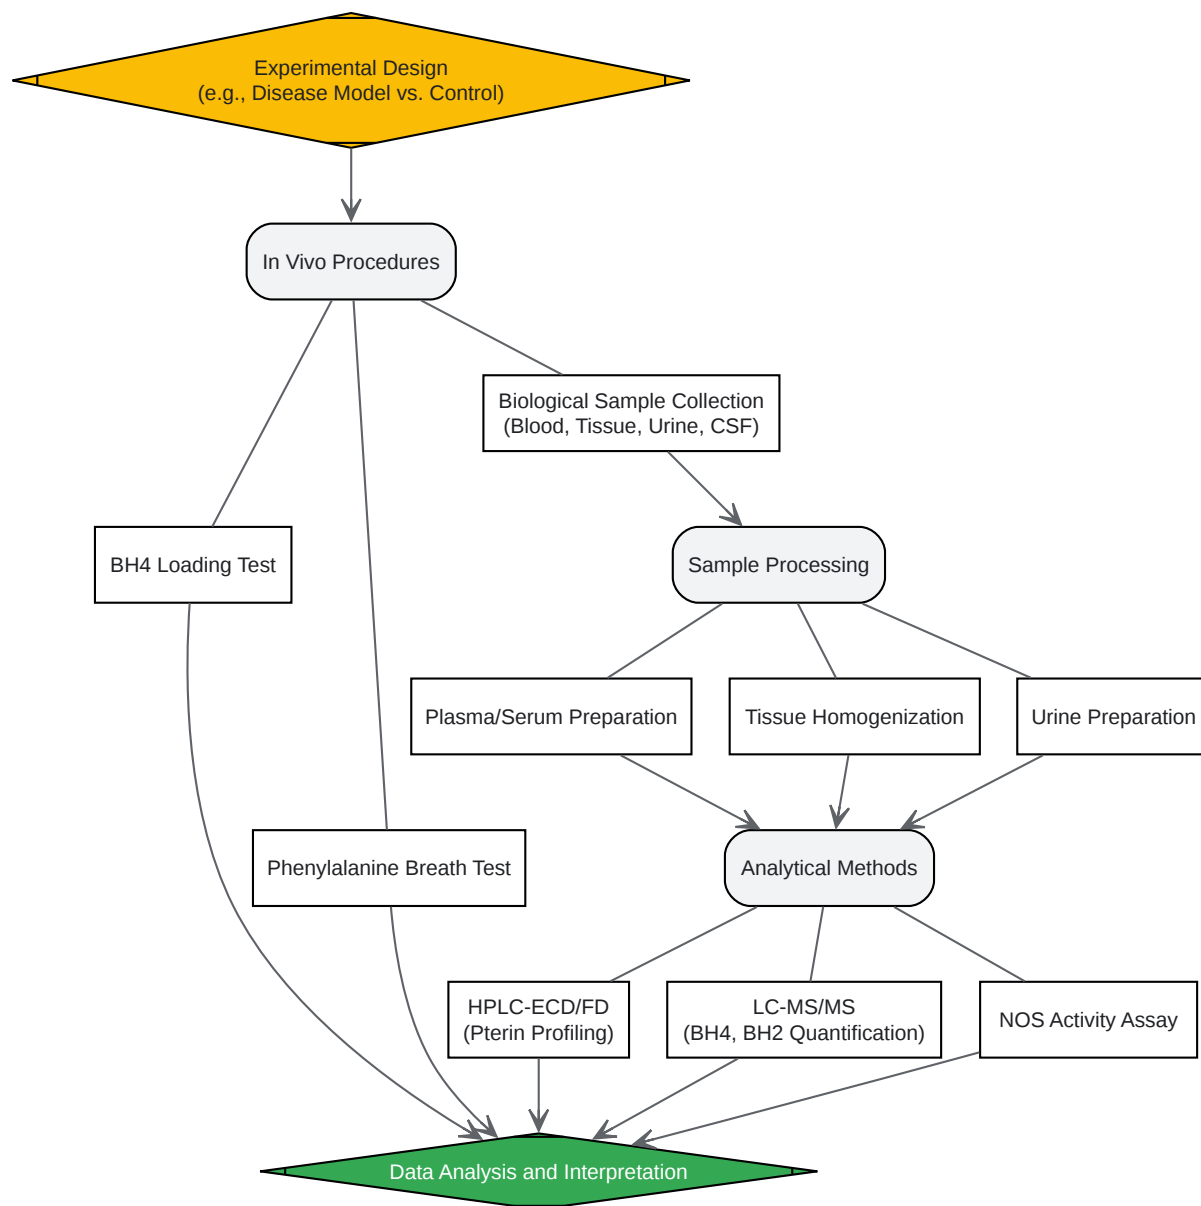 Experimental Design
(e.g., Disease Model vs. Control)
In Vivo Procedures
Biological Sample Collection
(Blood, Tissue, Urine, CSF)
BH4 Loading Test
Sample Processing
Plasma/Serum Preparation
Tissue Homogenization
Urine Preparation
Phenylalanine Breath Test
Analytical Methods
HPLC-ECD/FD
(Pterin Profiling)
LC-MS/MS
(BH4, BH2 Quantification)
NOS Activity Assay
Data Analysis and Interpretation